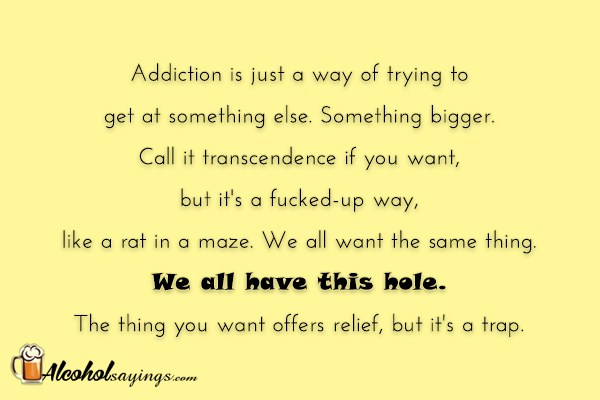 Addiction is just a way of trying to
get at something else. Something bigger.
Call it transcendence if you want,
but it's a fucked-up way,
like a rat in a maze. We all want the same thing.
We all have this hole.
The thing you want offers relief, but it's a trap.
Alcoholsayings.com